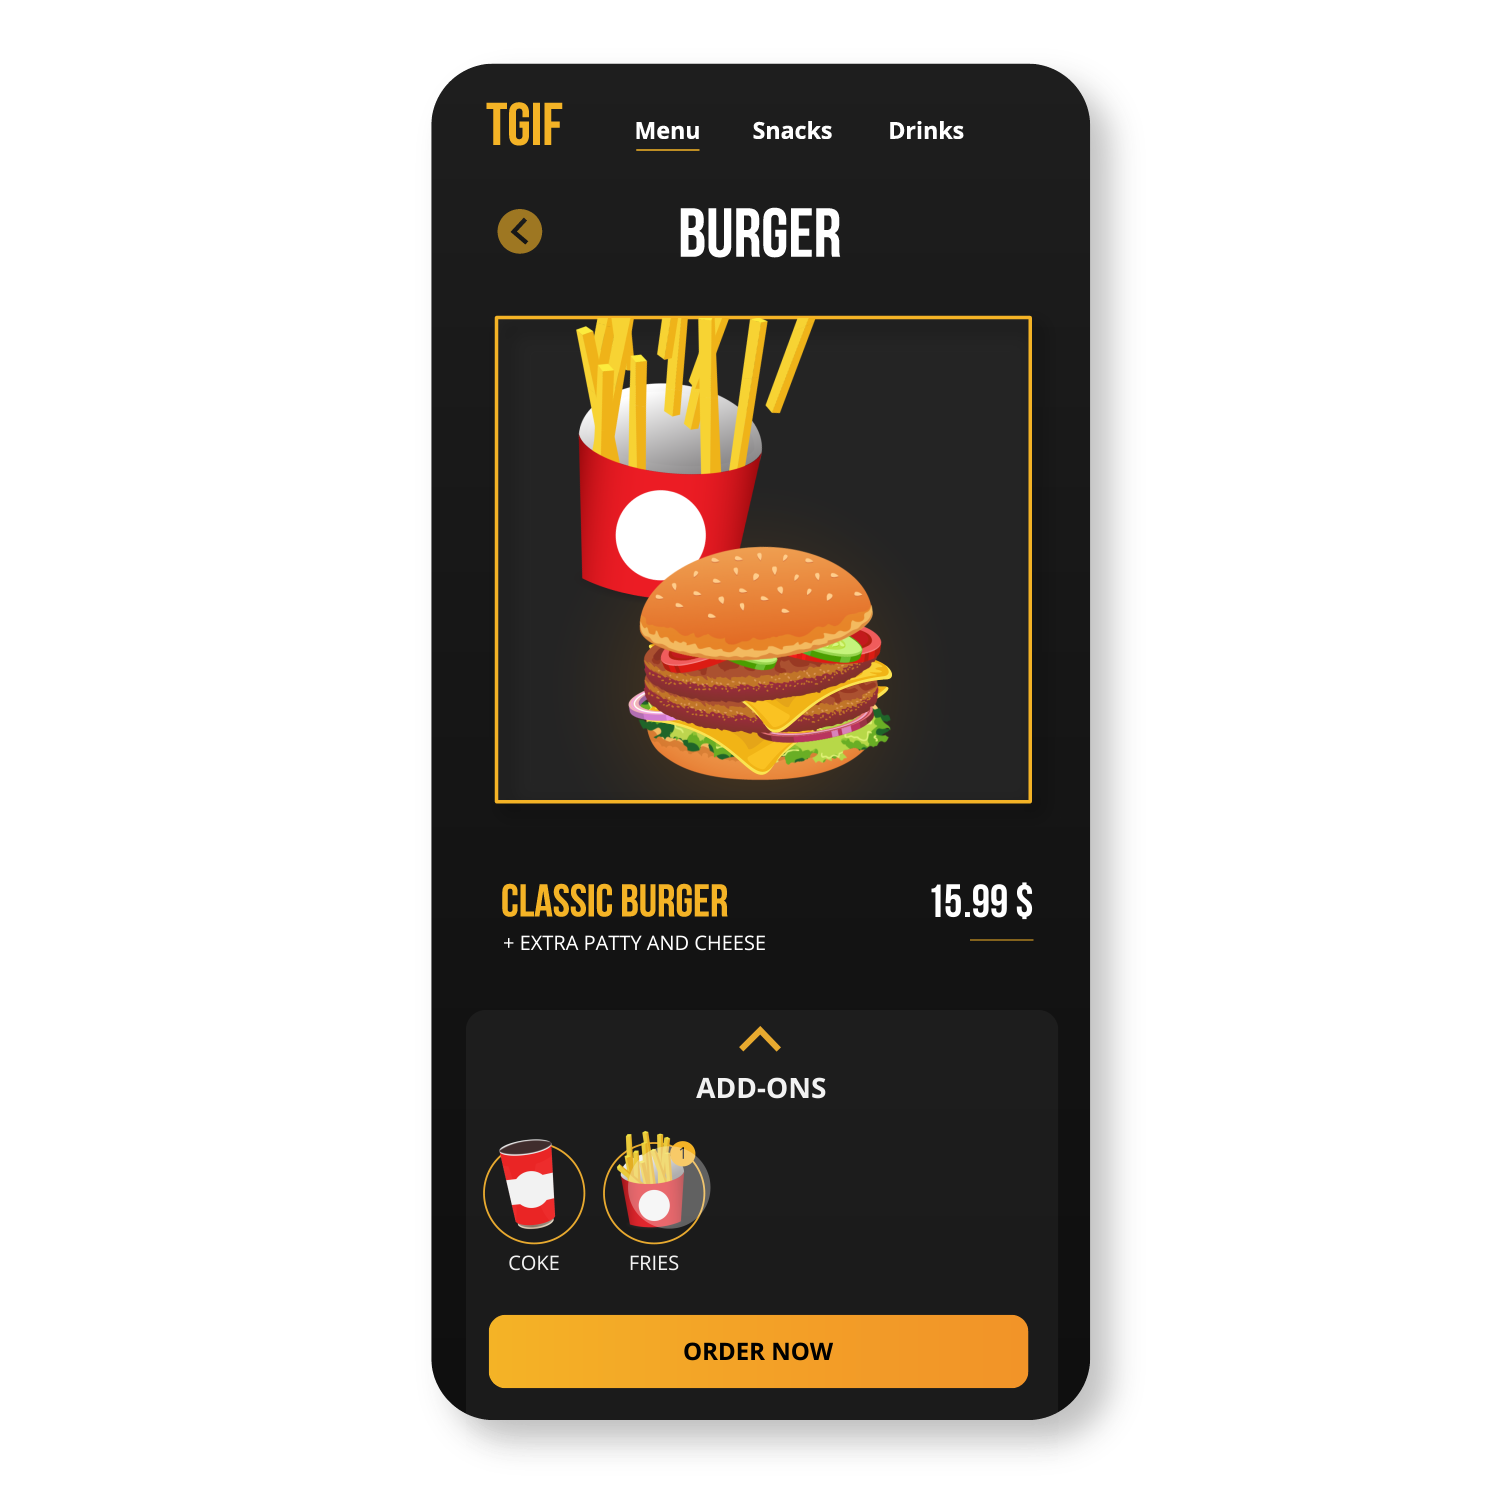 TGIF
Menu Snacks Drinks
BURGER
CLASSIC BURGER 15.99 $
+ EXTRA PATTY AND CHEESE
ADD-ONS
1
COKE FRIES
ORDER NOW